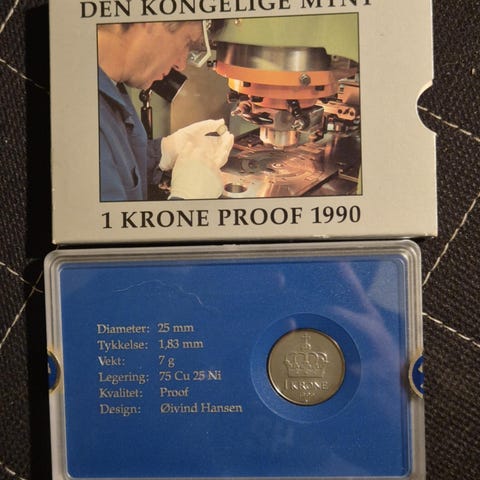 DEN KONGELIGE MYNT
1 KRONE PROOF 1990
Diameter: 25 mm
Tykkelse: 1,83 mm
Vekt: 7 g
Legering: 75 Cu 25 Ni
Kvalitet: Proof
Design: Øivind Hansen
1 KRONE
1990